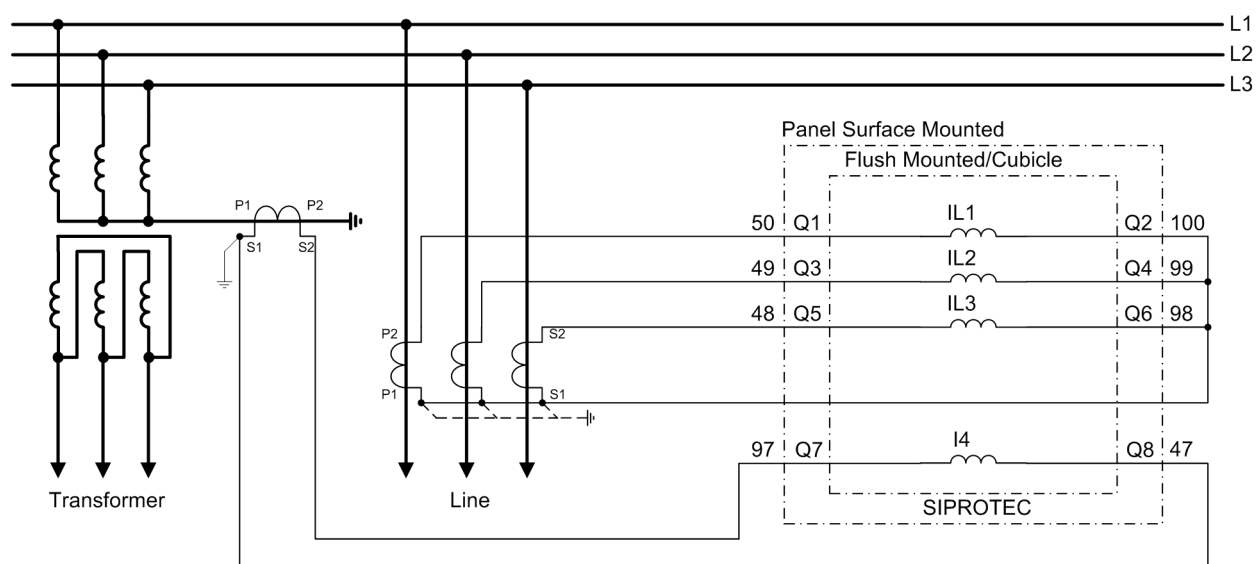 L1
L2
L3
Panel Surface Mounted
Flush Mounted/Cubicle
P1 P2
S1 S2
50 Q1 IL1 Q2 100
49 Q3 IL2 Q4 99
48 Q5 IL3 Q6 98
P2 S2
P1 S1
97 Q7 I4 Q8 47
Transformer
Line
SIPROTEC